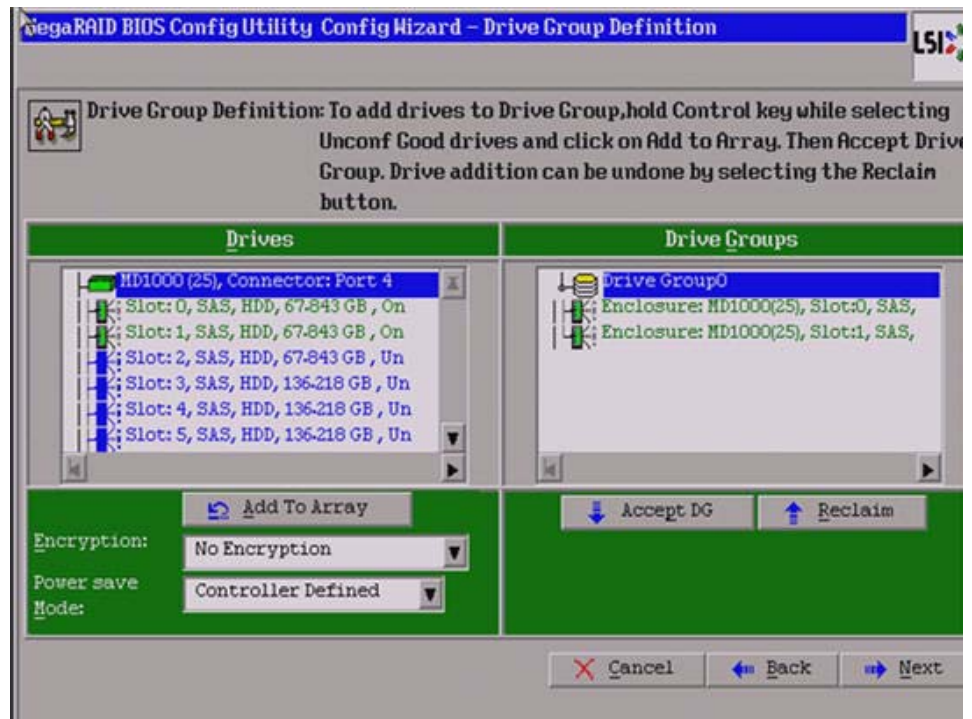 MegaRAID BIOS Config Utility Config Wizard – Drive Group Definition
LSI
Drive Group Definition: To add drives to Drive Group,hold Control key while selecting
Unconf Good drives and click on Add to Array. Then Accept Drive
Group. Drive addition can be undone by selecting the Reclaim
button.
Drives
MD1000 (25), Connector: Port 4
Slot: 0, SAS, HDD, 67.843 GB , On
Slot: 1, SAS, HDD, 67.843 GB , On
Slot: 2, SAS, HDD, 67.843 GB , Un
Slot: 3, SAS, HDD, 136.218 GB , Un
Slot: 4, SAS, HDD, 136.218 GB , Un
Slot: 5, SAS, HDD, 136.218 GB , Un
Add To Array
Encryption:
No Encryption
Power save
Mode:
Controller Defined
Drive Groups
Drive Group0
Enclosure: MD1000(25), Slot:0, SAS,
Enclosure: MD1000(25), Slot:1, SAS,
Accept DG
Reclaim
Cancel
Back
Next